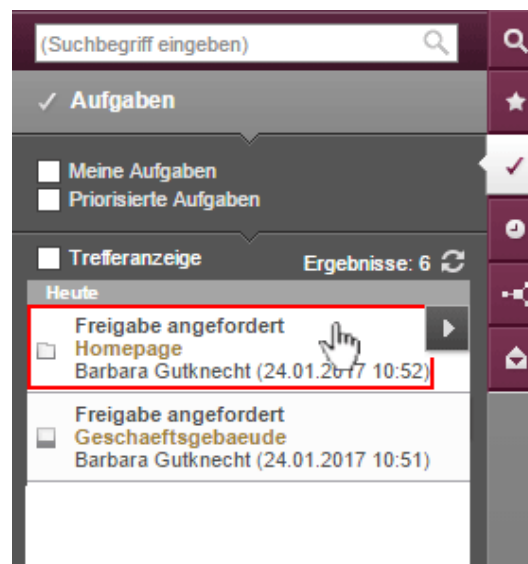 (Suchbegriff eingeben)
Aufgaben
Meine Aufgaben
Priorisierte Aufgaben
Trefferanzeige Ergebnisse: 6
Heute
Freigabe angefordert
Homepage
Barbara Gutknecht (24.01.2017 10:52)
Freigabe angefordert
Geschaeftsgebaeude
Barbara Gutknecht (24.01.2017 10:51)